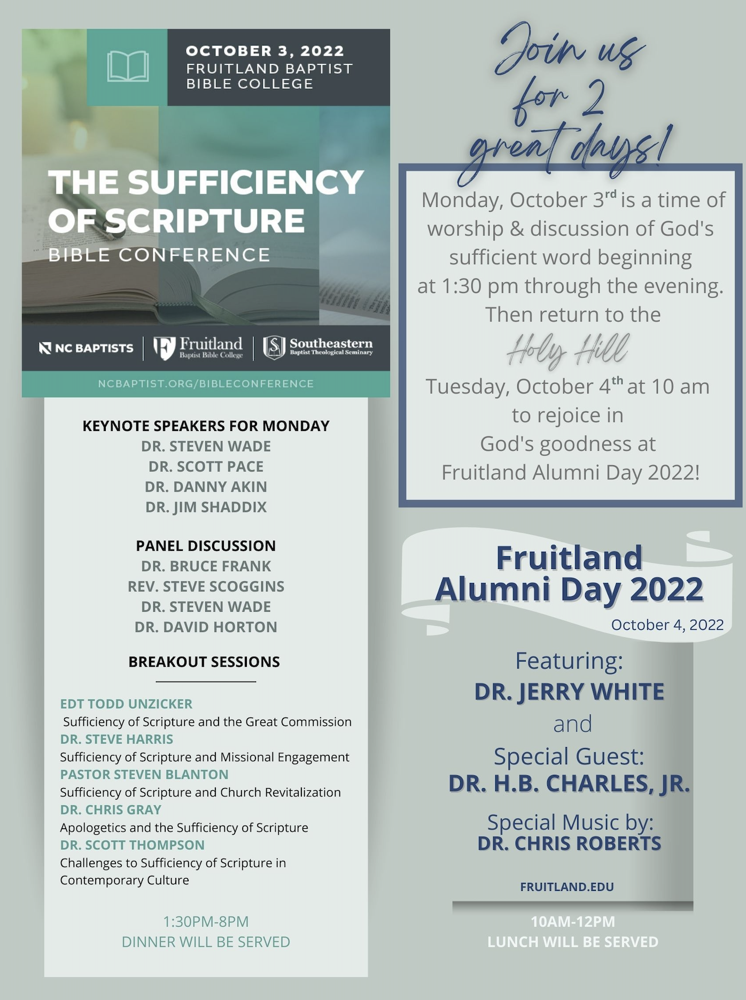 OCTOBER 3, 2022
FRUITLAND BAPTIST
BIBLE COLLEGE
THE SUFFICIENCY
OF SCRIPTURE
BIBLE CONFERENCE
NC BAPTISTS
Fruitland
Baptist Bible College
Southeastern
Baptist Theological Seminary
NCBAPTIST.ORG/BIBLECONFERENCE
KEYNOTE SPEAKERS FOR MONDAY
DR. STEVEN WADE
DR. SCOTT PACE
DR. DANNY AKIN
DR. JIM SHADDIX
PANEL DISCUSSION
DR. BRUCE FRANK
REV. STEVE SCOGGINS
DR. STEVEN WADE
DR. DAVID HORTON
BREAKOUT SESSIONS
EDT TODD UNZICKER
Sufficiency of Scripture and the Great Commission
DR. STEVE HARRIS
Sufficiency of Scripture and Missional Engagement
PASTOR STEVEN BLANTON
Sufficiency of Scripture and Church Revitalization
DR. CHRIS GRAY
Apologetics and the Sufficiency of Scripture
DR. SCOTT THOMPSON
Challenges to Sufficiency of Scripture in
Contemporary Culture
1:30PM-8PM
DINNER WILL BE SERVED
Join us
for 2
great days!
Monday, October 3rd is a time of
worship & discussion of God's
sufficient word beginning
at 1:30 pm through the evening.
Then return to the
Holy Hill
Tuesday, October 4th at 10 am
to rejoice in
God's goodness at
Fruitland Alumni Day 2022!
Fruitland
Alumni Day 2022
October 4, 2022
Featuring:
DR. JERRY WHITE
and
Special Guest:
DR. H.B. CHARLES, JR.
Special Music by:
DR. CHRIS ROBERTS
FRUITLAND.EDU
10AM-12PM
LUNCH WILL BE SERVED